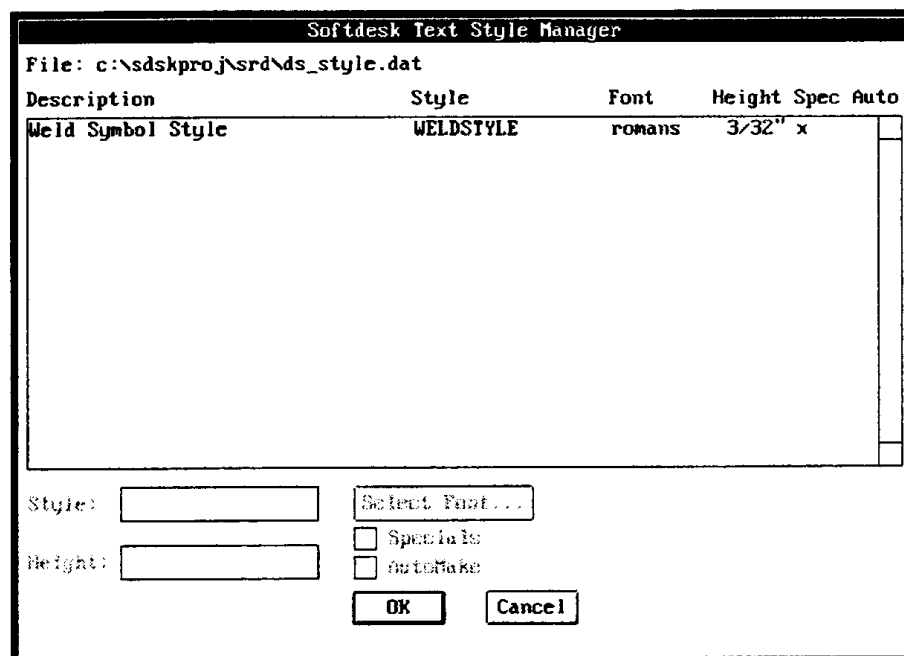 Softdesk Text Style Manager
File: c:\sdskproj\srd\ds_style.dat
Description Style Font Height Spec Auto
Weld Symbol Style WELDSTYLE romans 3/32" x
Style: Select Font...
Specials
Height: AutoMake
OK Cancel